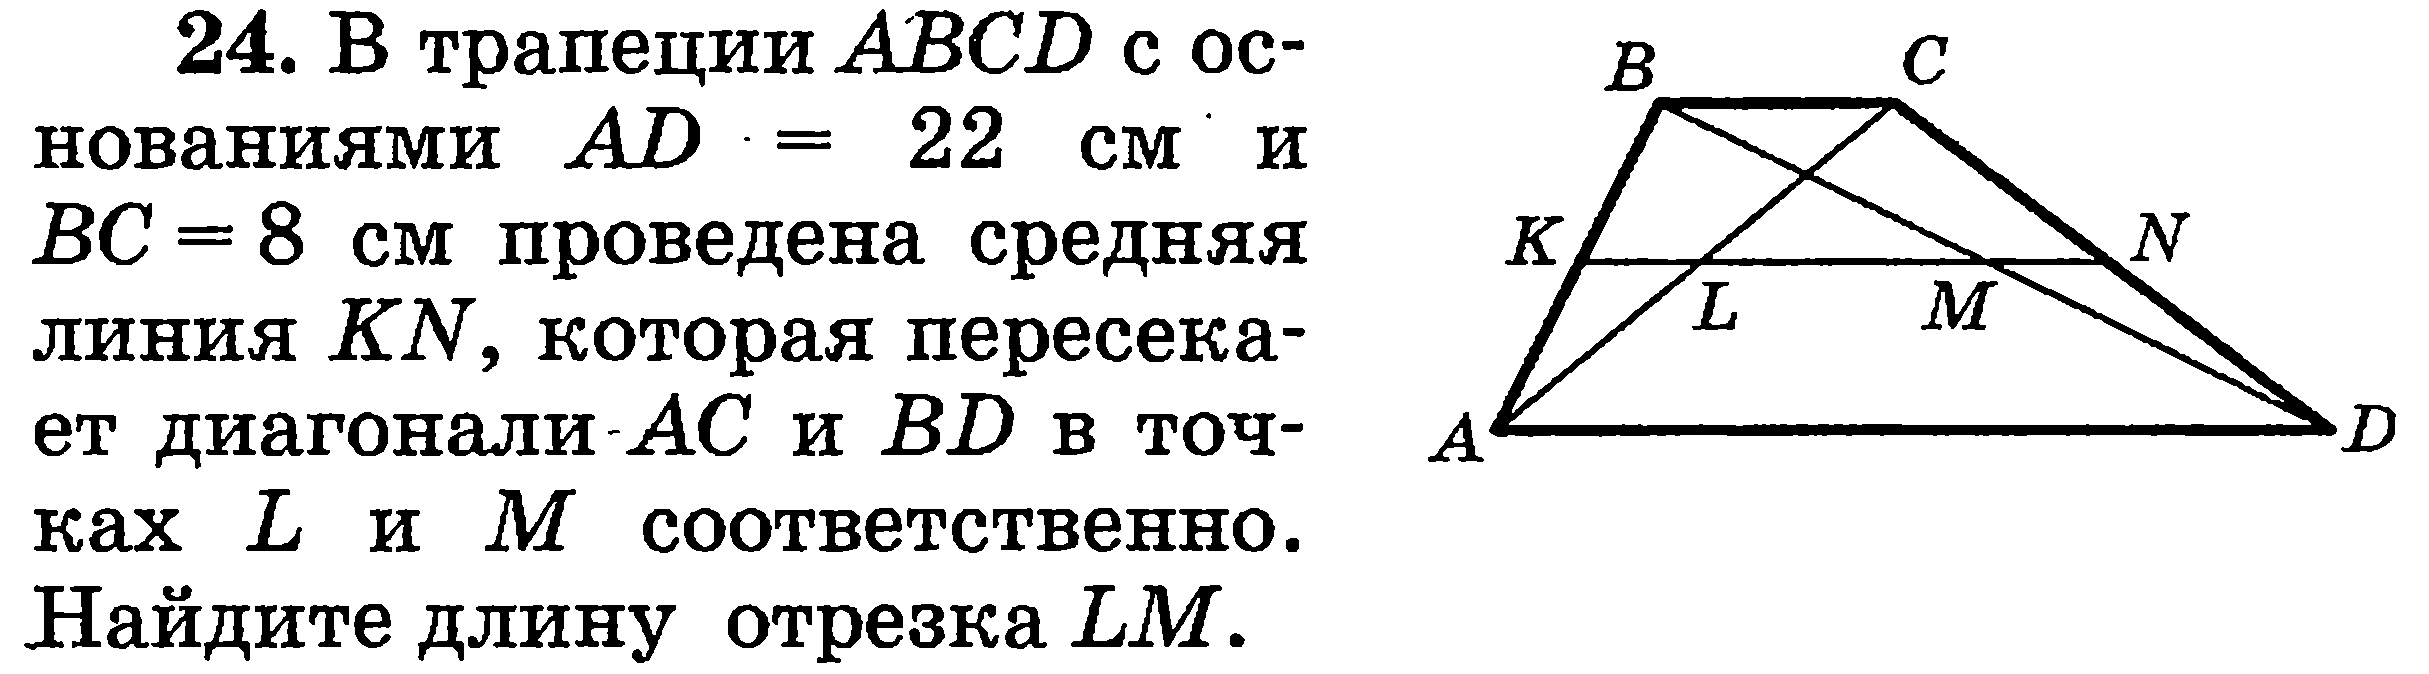 24. В трапеции ABCD с ос-
нованиями AD = 22 см и
BC = 8 см проведена средняя
линия KN, которая пересека-
ет диагонали AC и BD в точ-
ках L и M соответственно.
Найдите длину отрезка LM.
B
C
K
N
L
M
A
D